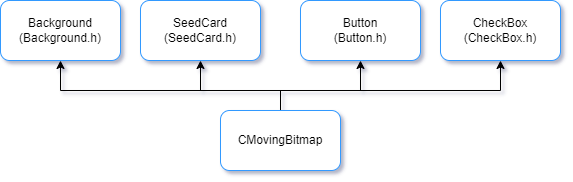 Background
(Background.h)
SeedCard
(SeedCard.h)
Button
(Button.h)
CheckBox
(CheckBox.h)
CMovingBitmap